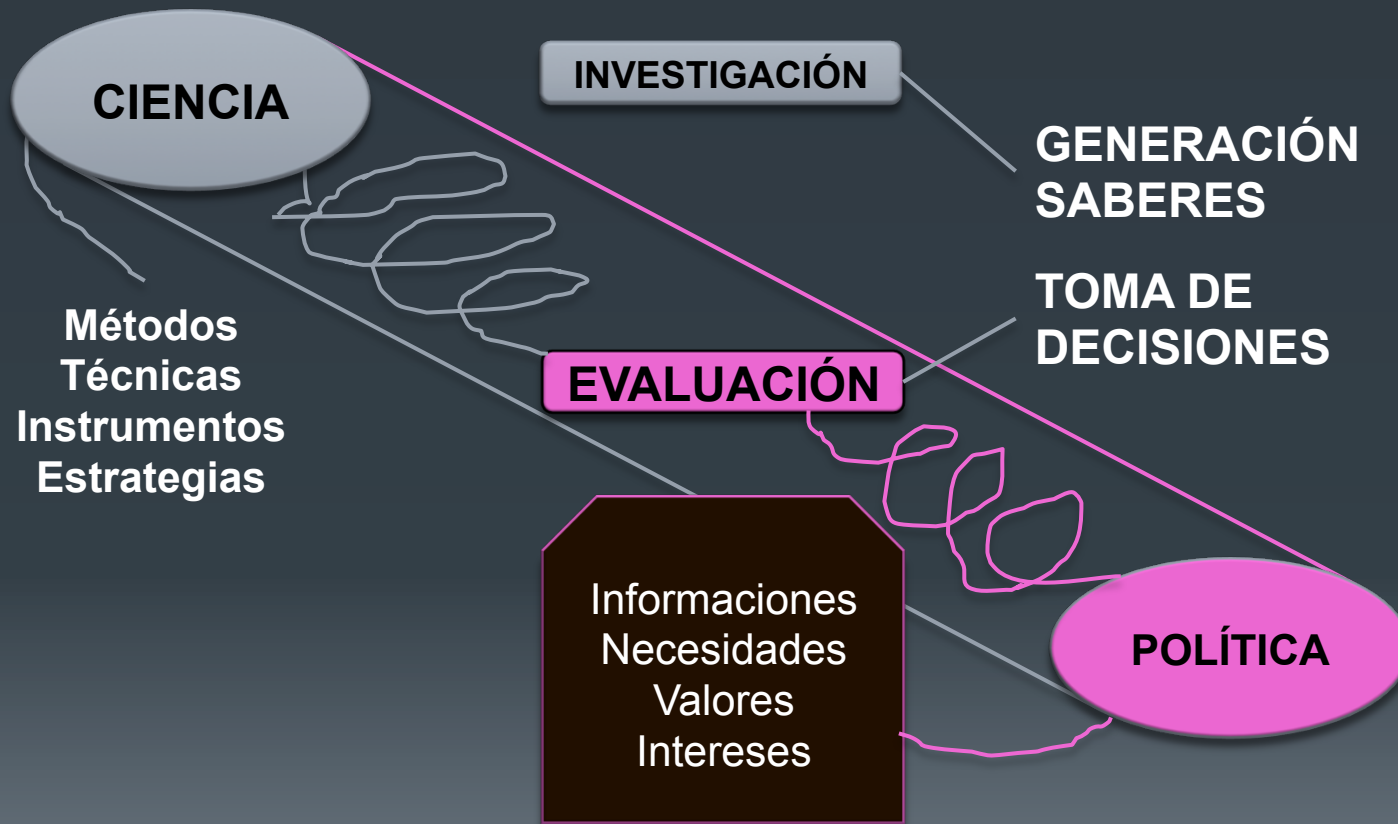 CIENCIA
INVESTIGACIÓN
GENERACIÓN
SABERES
Métodos
Técnicas
Instrumentos
Estrategias
TOMA DE
DECISIONES
EVALUACIÓN
Informaciones
Necesidades
Valores
Intereses
POLÍTICA